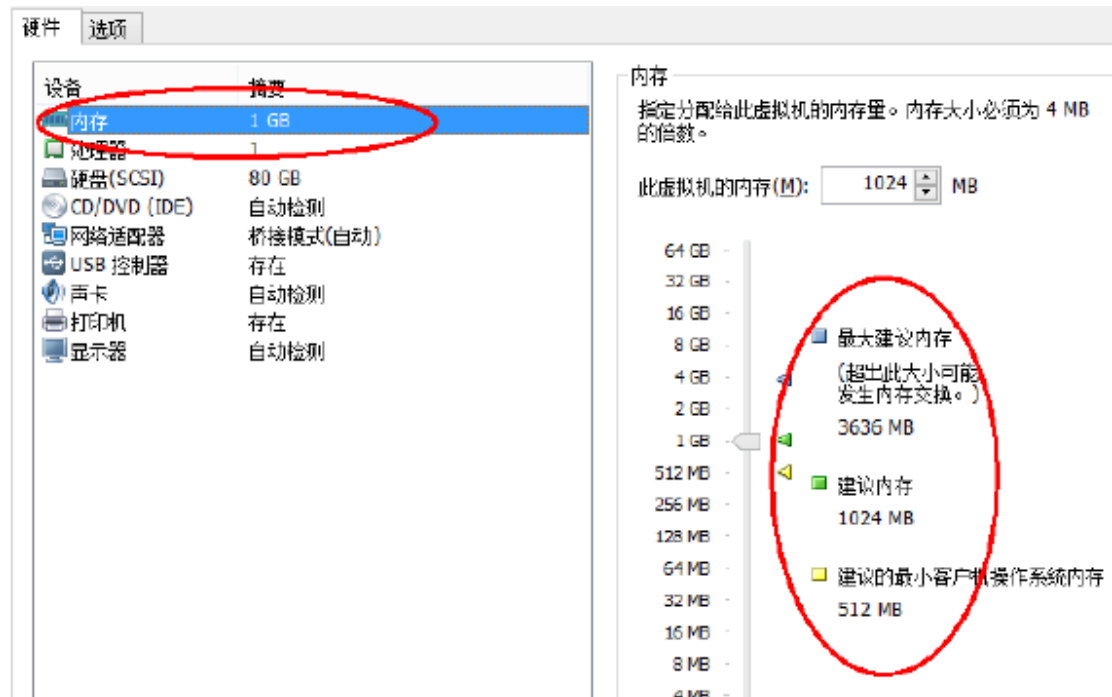 硬件 选项
设备 摘要
内存 1 GB
处理器 1
硬盘(SCSI) 80 GB
CD/DVD (IDE) 自动检测
网络适配器 桥接模式(自动)
USB 控制器 存在
声卡 自动检测
打印机 存在
显示器 自动检测
内存
指定分配给此虚拟机的内存量。内存大小必须为 4 MB
的倍数。
此虚拟机的内存(M): 1024 MB
64 GB
32 GB
16 GB
8 GB
4 GB
2 GB
1 GB
512 MB
256 MB
128 MB
64 MB
32 MB
16 MB
8 MB
4 MB
最大建议内存
(超出此大小可能
发生内存交换。)
3636 MB
建议内存
1024 MB
建议的最小客户机操作系统内存
512 MB